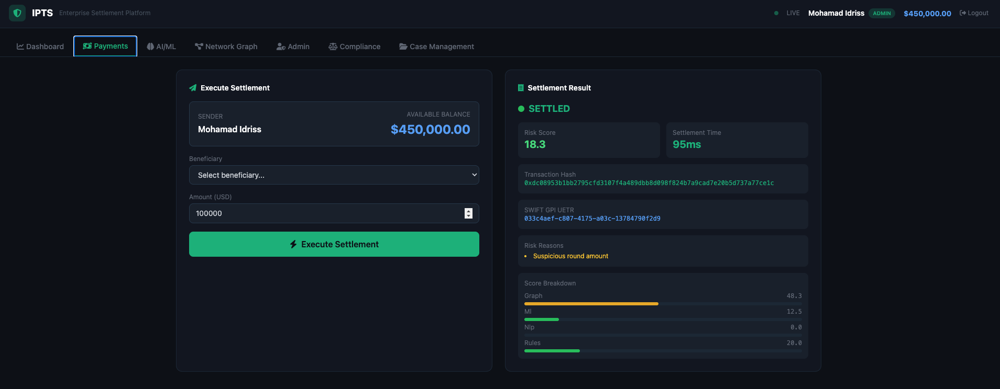 IPTS Enterprise Settlement Platform
LIVE Mohamad Idriss ADMIN $450,000.00 Logout
Dashboard Payments AI/ML Network Graph Admin Compliance Case Management
Execute Settlement
SENDER
Mohamad Idriss
AVAILABLE BALANCE
$450,000.00
Beneficiary
Select beneficiary...
Amount (USD)
100000
Execute Settlement
Settlement Result
SETTLED
Risk Score
18.3
Settlement Time
95ms
Transaction Hash
0xdc08953b1bb2795cfd3107f4a489dbb8d098f824b7a9cad7e20b5d737a77ce1c
SWIFT GPI UETR
033c4aef-c807-4175-a03c-13784790f2d9
Risk Reasons
• Suspicious round amount
Score Breakdown
Graph 48.3
Ml 12.5
Nlp 0.0
Rules 20.0